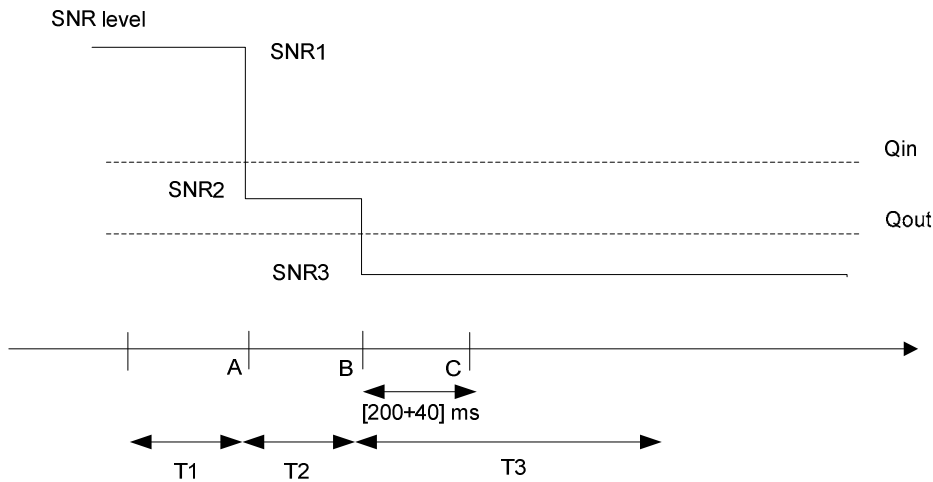 SNR level
SNR1
Qin
SNR2
Qout
SNR3
A
B
C
[200+40] ms
T1
T2
T3